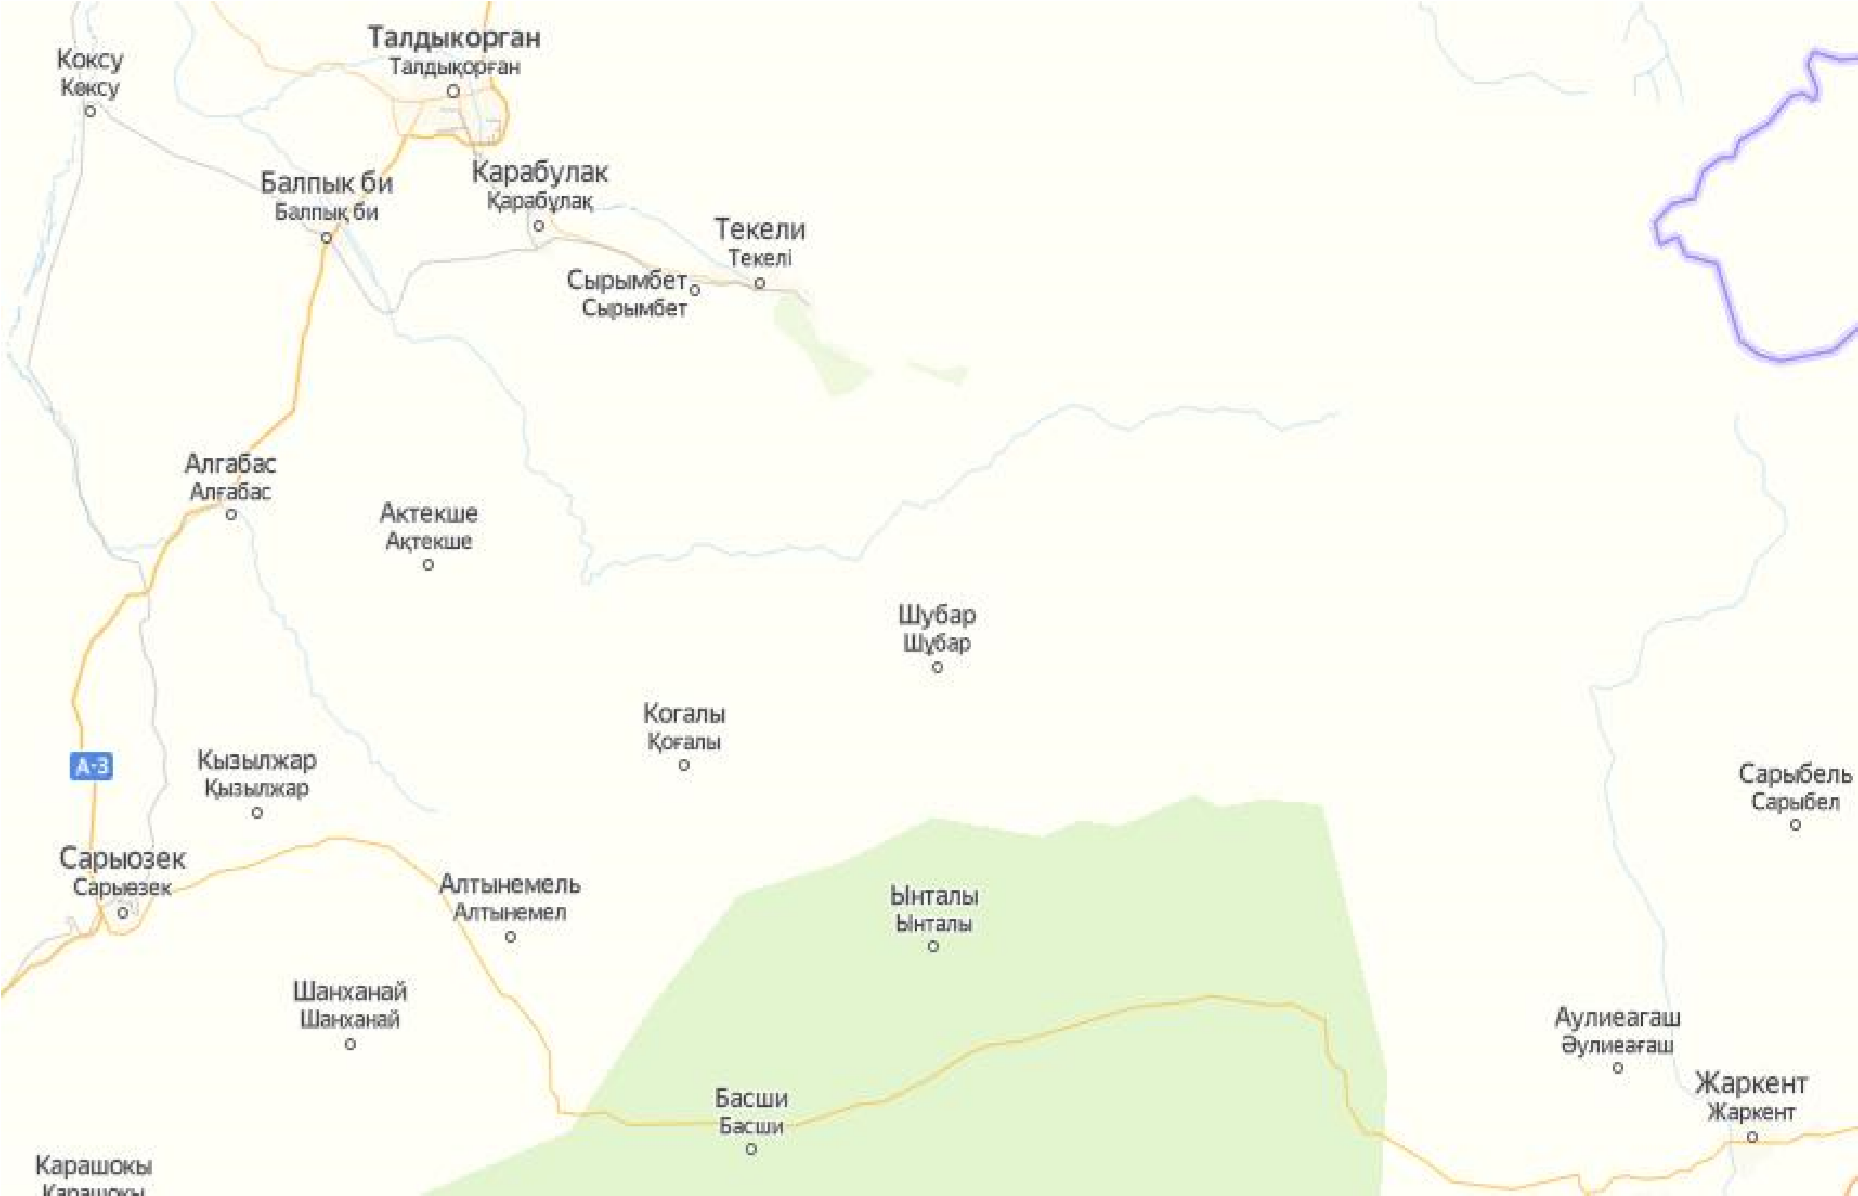 Талдыкорган
Талдықорған
Коксу
Көксу
Карабулак
Қарабұлақ
Балпык би
Балпық би
Текели
Текелі
Сырымбет
Сырымбет
Алгабас
Алғабас
Актекше
Ақтекше
Шубар
Шұбар
Когалы
Қоғалы
Кызылжар
Қызылжар
А-3
Сарыбель
Сарыбел
Сарыозек
Сарыөзек
Алтынемель
Алтынемел
Ынталы
Ынталы
Шанханай
Шанханай
Аулиеагаш
Әулиеағаш
Жаркент
Жаркент
Басши
Басши
Карашокы
Қарашоқы